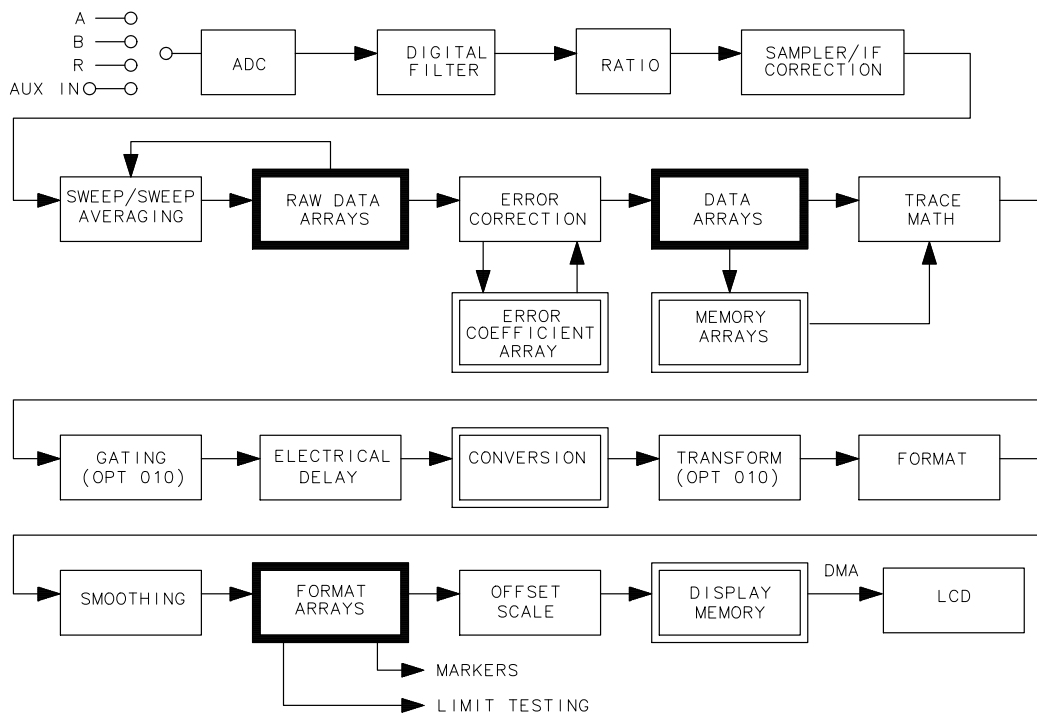 A
B
R
AUX IN
ADC
DIGITAL
FILTER
RATIO
SAMPLER/IF
CORRECTION
SWEEP/SWEEP
AVERAGING
RAW DATA
ARRAYS
ERROR
CORRECTION
DATA
ARRAYS
TRACE
MATH
ERROR
COEFFICIENT
ARRAY
MEMORY
ARRAYS
GATING
(OPT 010)
ELECTRICAL
DELAY
CONVERSION
TRANSFORM
(OPT 010)
FORMAT
SMOOTHING
FORMAT
ARRAYS
OFFSET
SCALE
DISPLAY
MEMORY
DMA
LCD
MARKERS
LIMIT TESTING